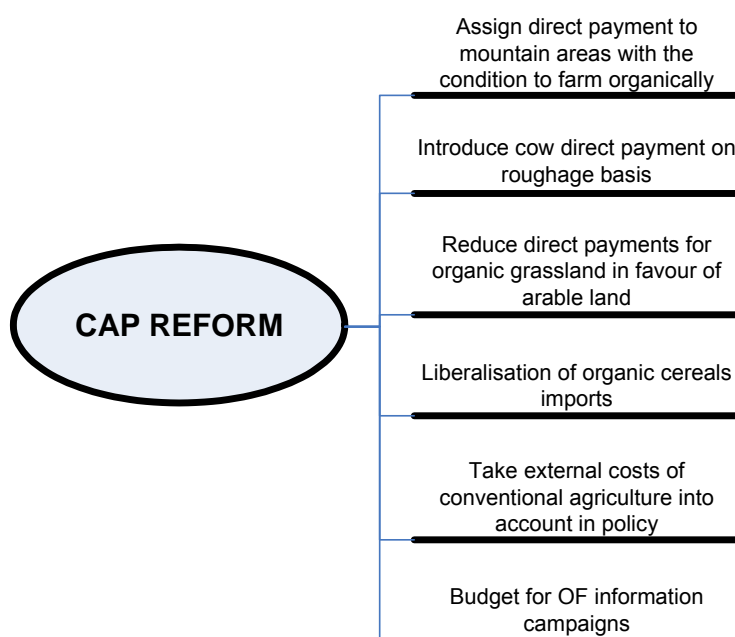 Assign direct payment to
mountain areas with the
condition to farm organically
Introduce cow direct payment on
roughage basis
Reduce direct payments for
organic grassland in favour of
arable land
CAP REFORM
Liberalisation of organic cereals
imports
Take external costs of
conventional agriculture into
account in policy
Budget for OF information
campaigns